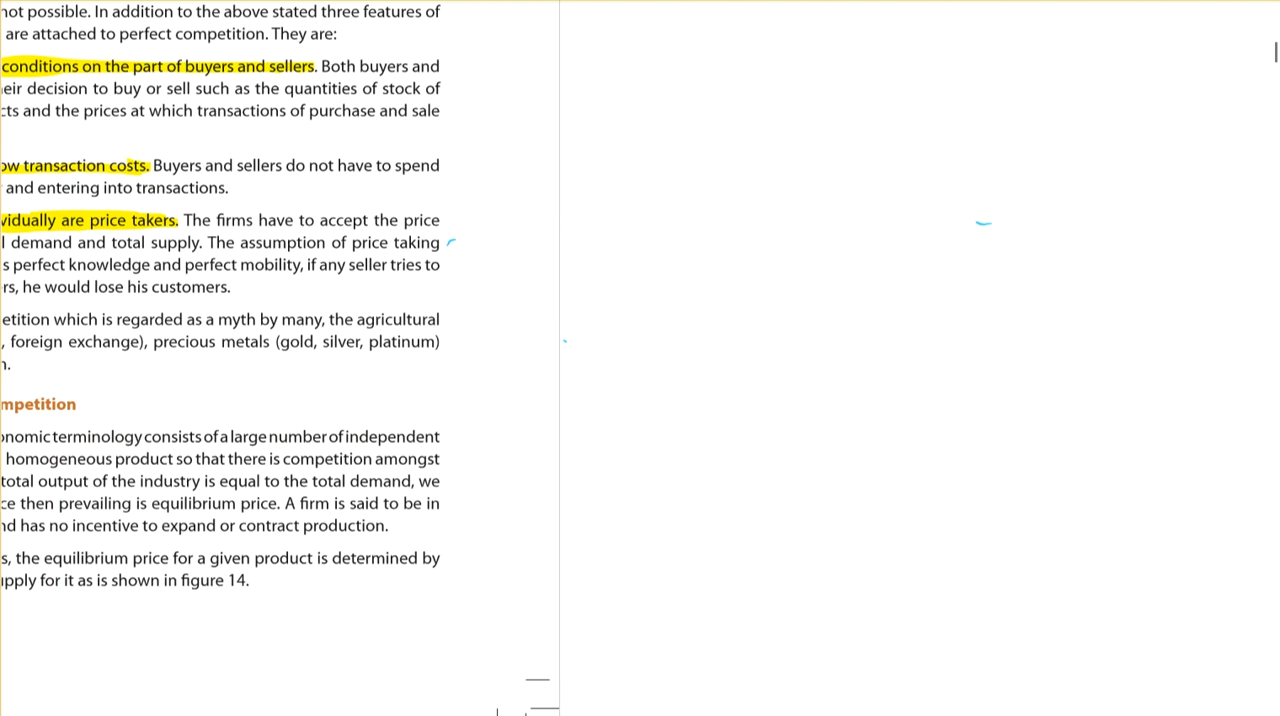 not possible. In addition to the above stated three features of
are attached to perfect competition. They are:
conditions on the part of buyers and sellers. Both buyers and
eir decision to buy or sell such as the quantities of stock of
cts and the prices at which transactions of purchase and sale
ow transaction costs. Buyers and sellers do not have to spend
and entering into transactions.
vidually are price takers. The firms have to accept the price
l demand and total supply. The assumption of price taking
s perfect knowledge and perfect mobility, if any seller tries to
rs, he would lose his customers.
etition which is regarded as a myth by many, the agricultural
, foreign exchange), precious metals (gold, silver, platinum)
n.
mpetition
onomic terminology consists of a large number of independent
homogeneous product so that there is competition amongst
total output of the industry is equal to the total demand, we
ce then prevailing is equilibrium price. A firm is said to be in
nd has no incentive to expand or contract production.
s, the equilibrium price for a given product is determined by
upply for it as is shown in figure 14.